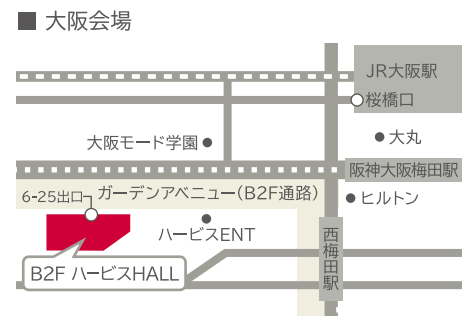 ■ 大阪会場
JR大阪駅
桜橋口
大阪モード学園
大丸
阪神大阪梅田駅
6-25出口
ガーデンアベニュー(B2F通路)
ヒルトン
ハービスENT
西梅田駅
B2F ハービスHALL